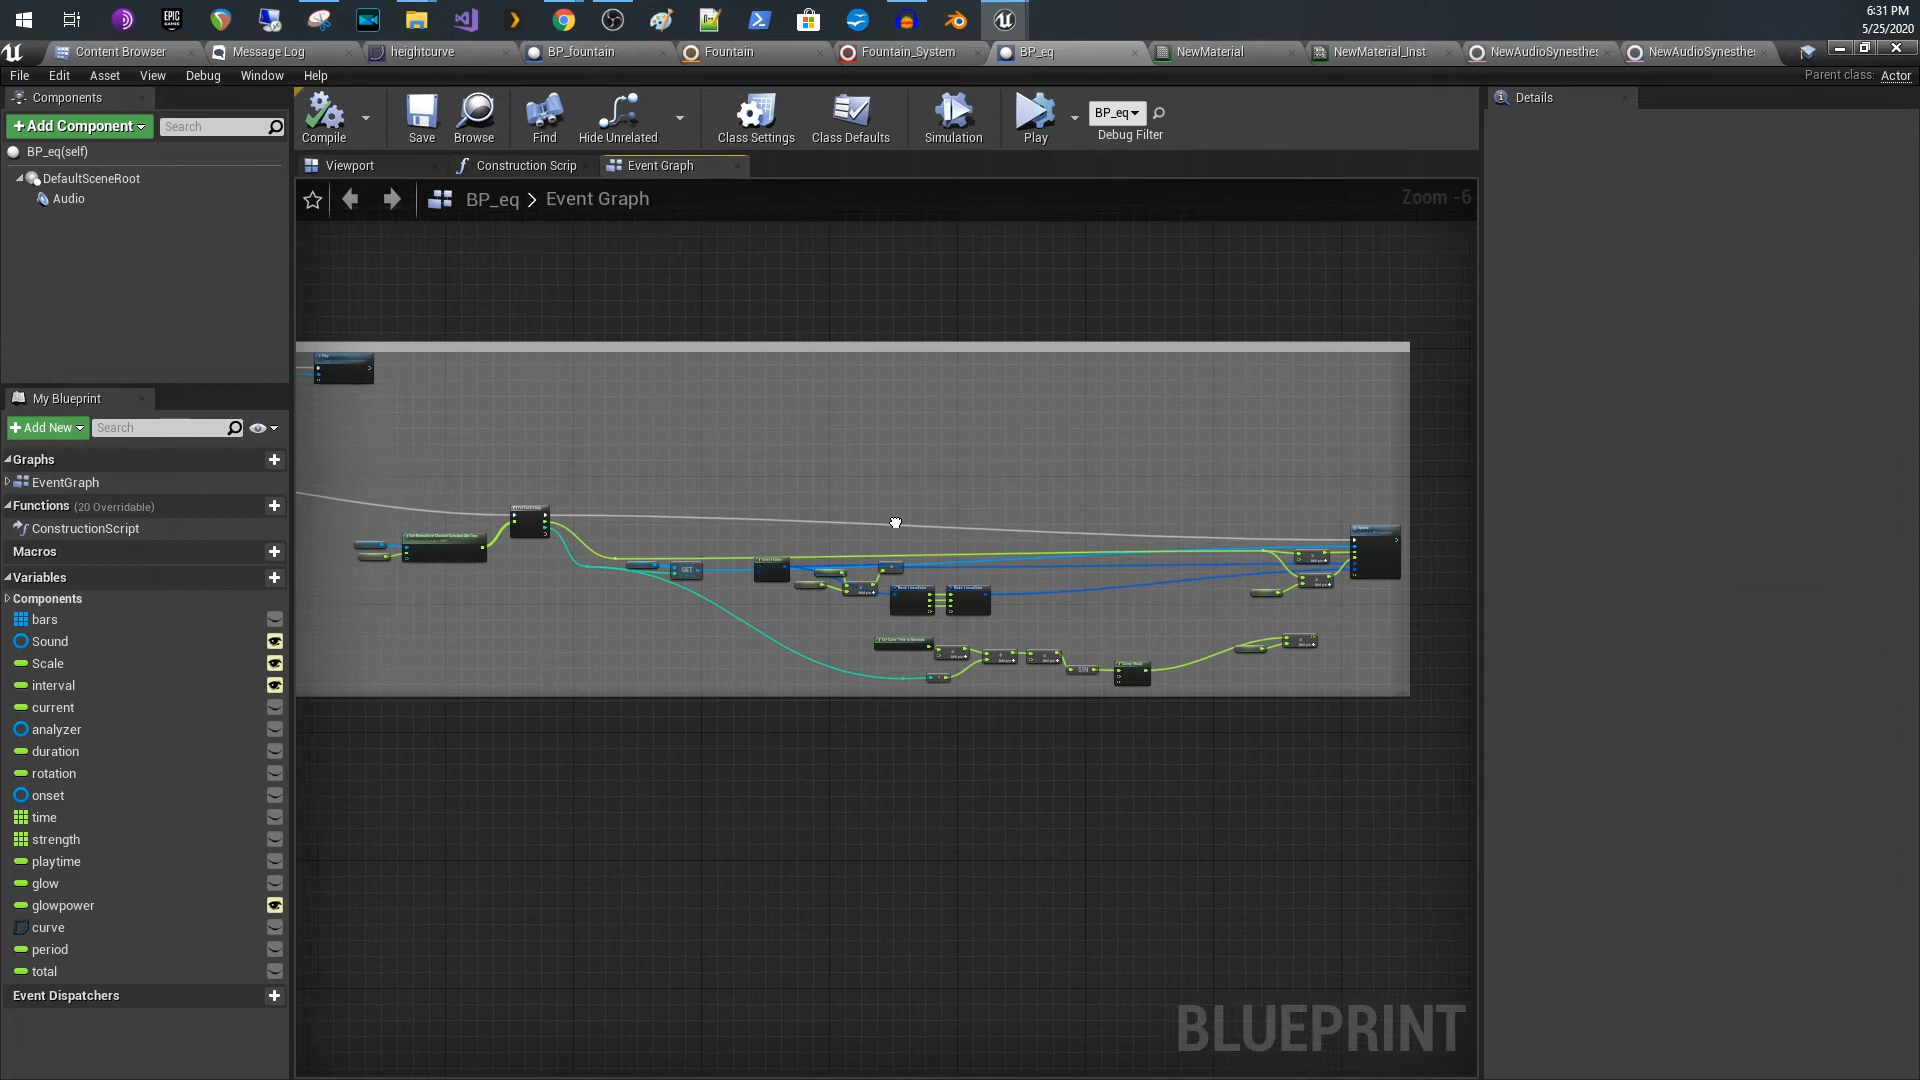 6:31 PM
5/25/2020
Content Browser
Message Log
heightcurve
BP_fountain
Fountain
Fountain_System
BP_eq
NewMaterial
NewMaterial_Inst
NewAudioSynesthe
NewAudioSynesthe
File Edit Asset View Debug Window Help
Parent class: Actor
Components
Details
+Add Component
Search
Compile
Save
Browse
Find
Hide Unrelated
Class Settings
Class Defaults
Simulation
Play
BP_eq
Debug Filter
BP_eq(self)
DefaultSceneRoot
Audio
Viewport
Construction Scrip
Event Graph
BP_eq > Event Graph
Zoom -6
My Blueprint
+Add New
Search
Graphs
EventGraph
Functions (20 Overridable)
ConstructionScript
Macros
Variables
Components
bars
Sound
Scale
interval
current
analyzer
duration
rotation
onset
time
strength
playtime
glow
glowpower
curve
period
total
Event Dispatchers
GET
SIN
BLUEPRINT